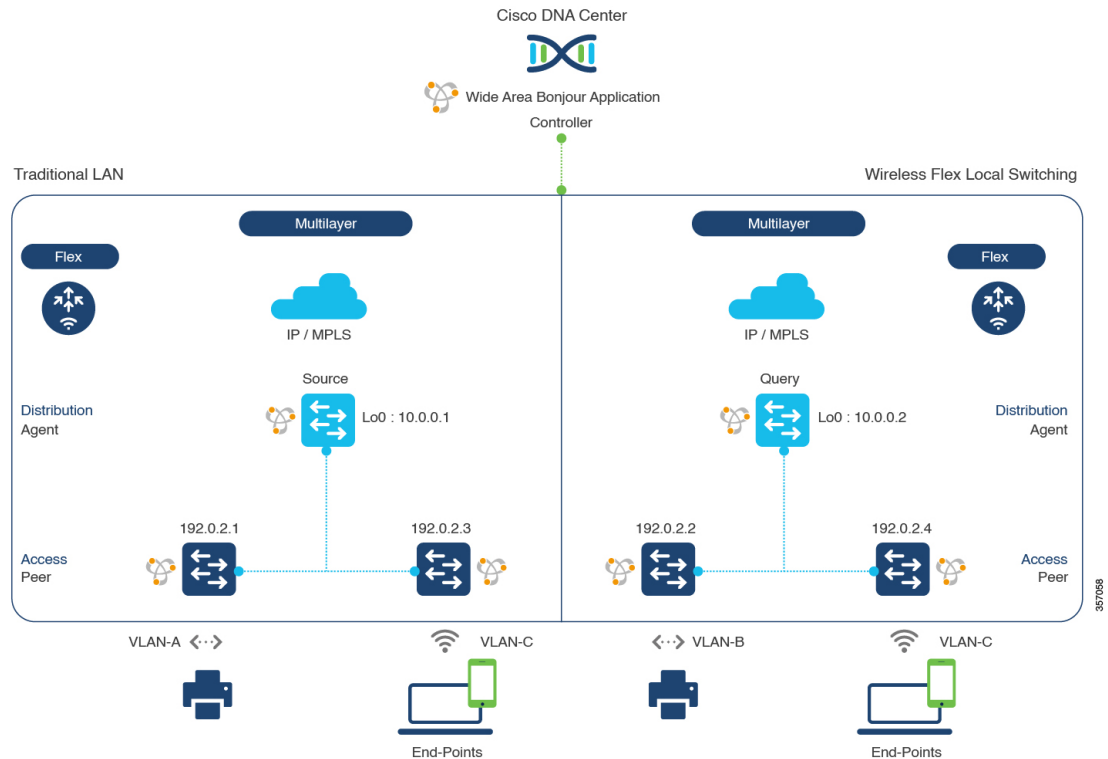 Cisco DNA Center
Wide Area Bonjour Application
Controller
Traditional LAN
Wireless Flex Local Switching
Multilayer
Multilayer
Flex
Flex
IP / MPLS
IP / MPLS
Source
Query
Distribution
Agent
Lo0 : 10.0.0.1
Lo0 : 10.0.0.2
Distribution
Agent
192.0.2.1
192.0.2.3
192.0.2.2
192.0.2.4
Access
Peer
Access
Peer
357058
VLAN-A
VLAN-C
VLAN-B
VLAN-C
End-Points
End-Points